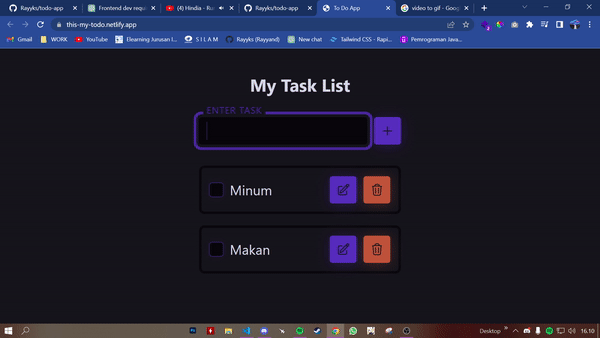 Rayyks/todo-app
Frontend dev requ
(4) Hindia - Ru
Rayyks/todo-app
To Do App
video to gif - Goog
this-my-todo.netlify.app
Gmail
WORK
YouTube
Elearning Jurusan I...
S I L A M
Rayyks (Rayyand)
New chat
Tailwind CSS - Rapi...
Pemrograman Java...
My Task List
ENTER TASK
+
Minum
Makan
Desktop
16.10